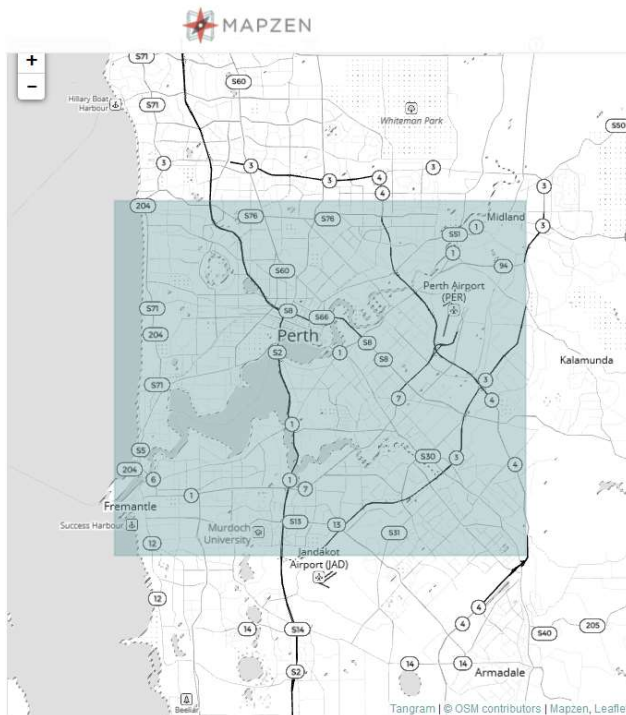 MAPZEN
+
−
S71
S60
Hillary Boat
Harbour
S71
Whiteman Park
3
3
3
4
3
4
3
204
S76
S76
Midland
1
3
S51
1
94
S60
Perth Airport
(PER)
S71
S8
S66
204
Perth
S8
S2
1
S8
Kalamunda
S71
3
7
4
1
S5
S30
3
4
204
6
1
7
1
Fremantle
Success Harbour
Murdoch
University
S13
13
S31
12
Jandakot
Airport (JAD)
12
4
4
14
S14
205
S40
S2
14
14
Armadale
Tangram | © OSM contributors | Mapzen, Leafle